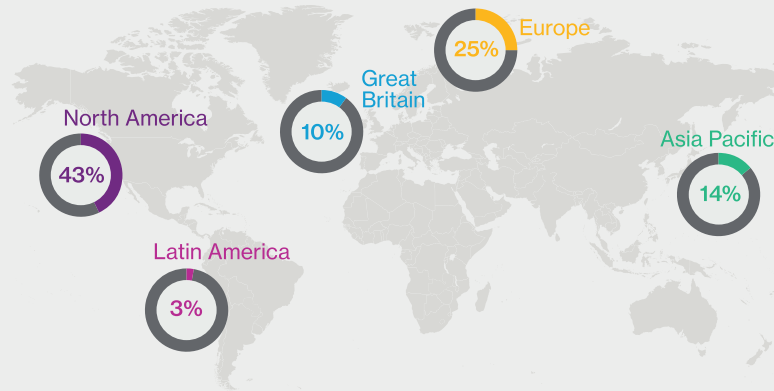 Europe
25%
Great
Britain
10%
North America
43%
Asia Pacific
14%
Latin America
3%